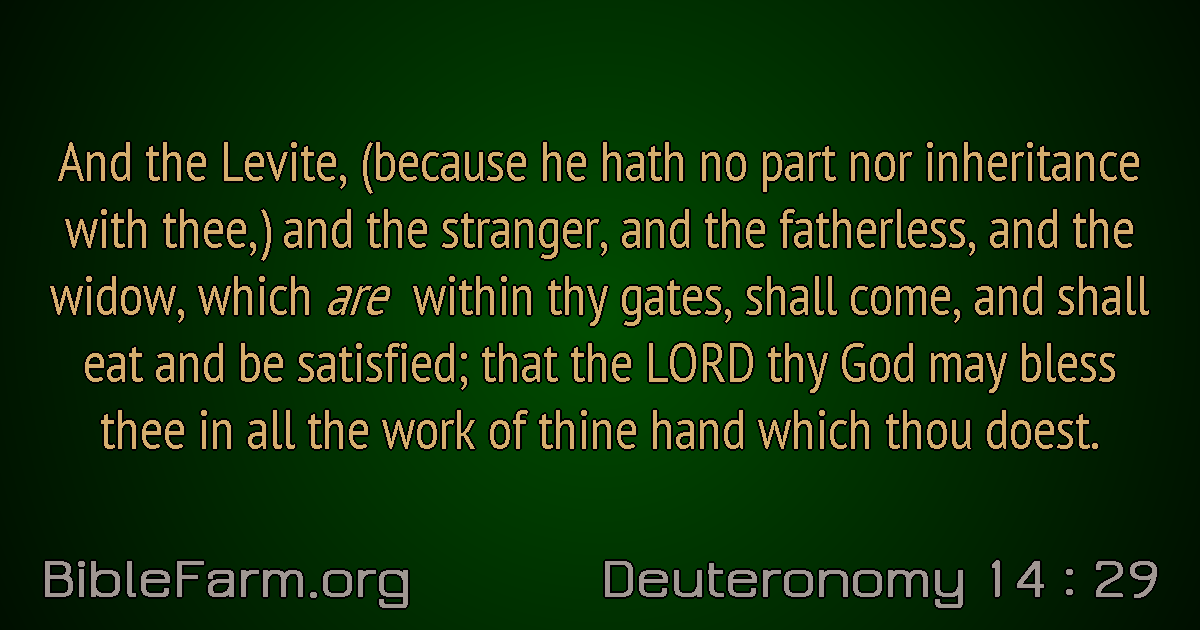 And the Levite, (because he hath no part nor inheritance
with thee,) and the stranger, and the fatherless, and the
widow, which are within thy gates, shall come, and shall
eat and be satisfied; that the LORD thy God may bless
thee in all the work of thine hand which thou doest.
BibleFarm.org
Deuteronomy 14 : 29